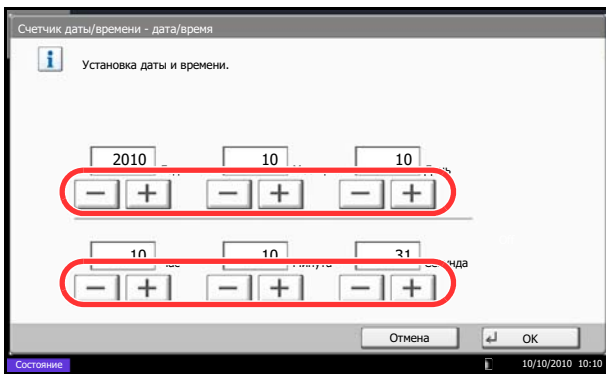 Счетчик даты/времени - дата/время
Установка даты и времени.
2010 10 10
10 10 31
Отмена OK
Состояние 10/10/2010 10:10